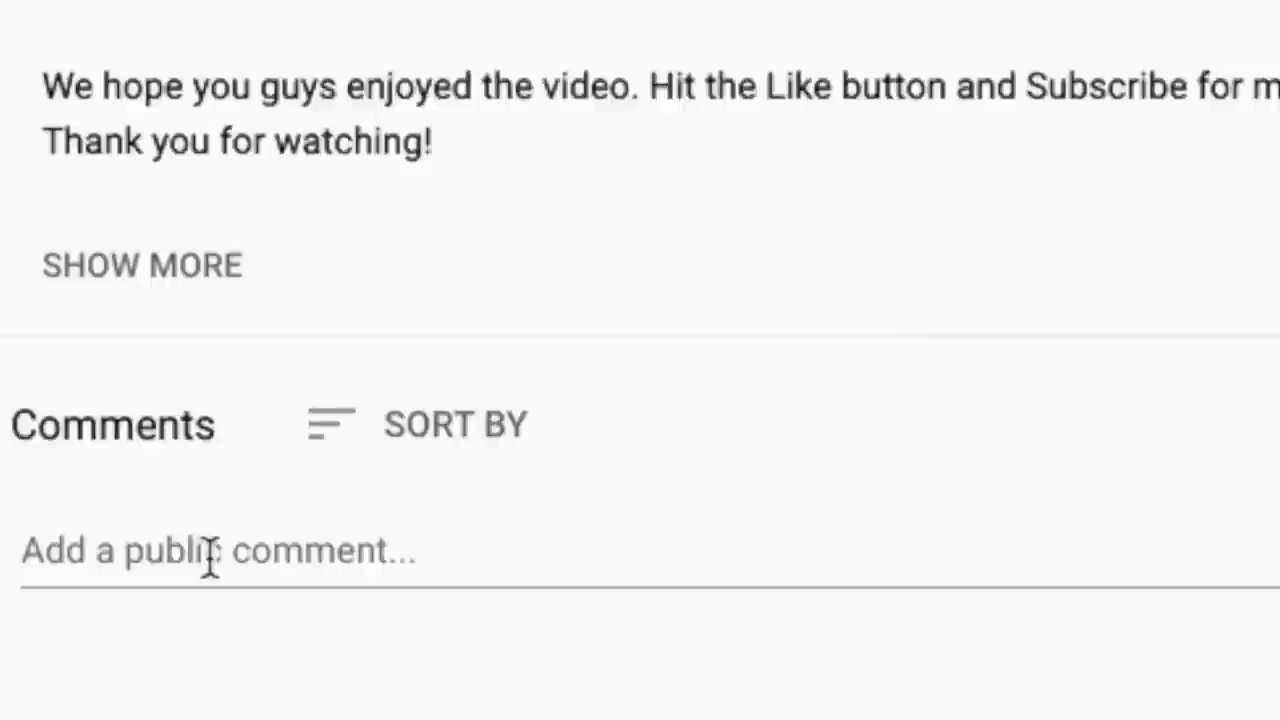 We hope you guys enjoyed the video. Hit the Like button and Subscribe for
Thank you for watching!
SHOW MORE
Comments
SORT BY
Add a public comment...